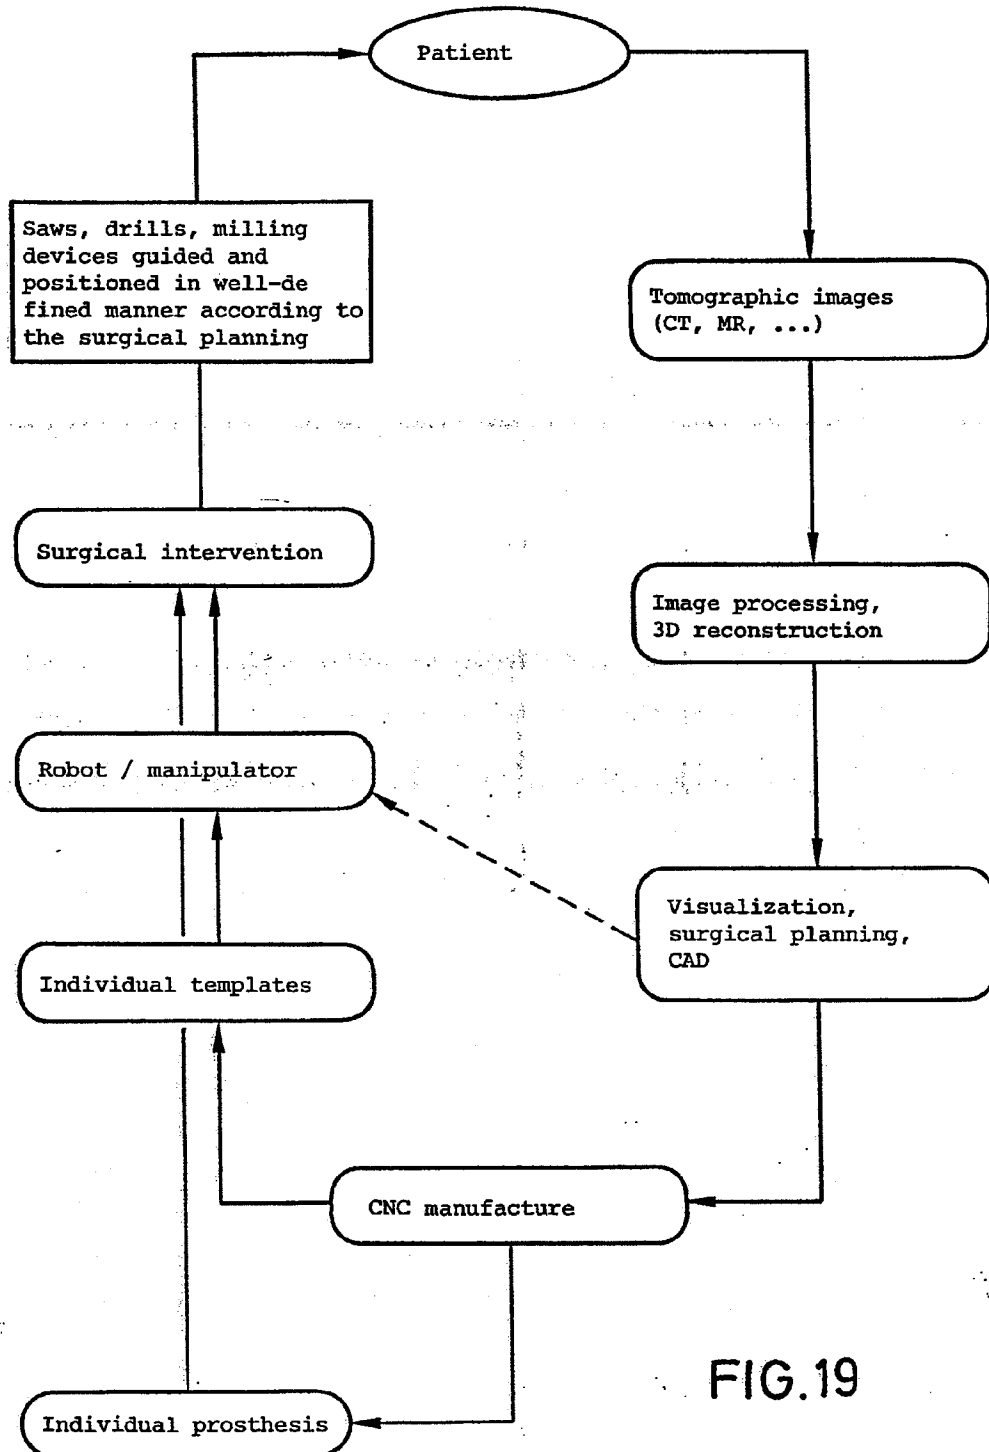 Patient
Saws, drills, milling
devices guided and
positioned in well-de
fined manner according to
the surgical planning
Tomographic images
(CT, MR, ...)
Surgical intervention
Image processing,
3D reconstruction
Robot / manipulator
Visualization,
surgical planning,
CAD
Individual templates
CNC manufacture
Individual prosthesis
FIG.19